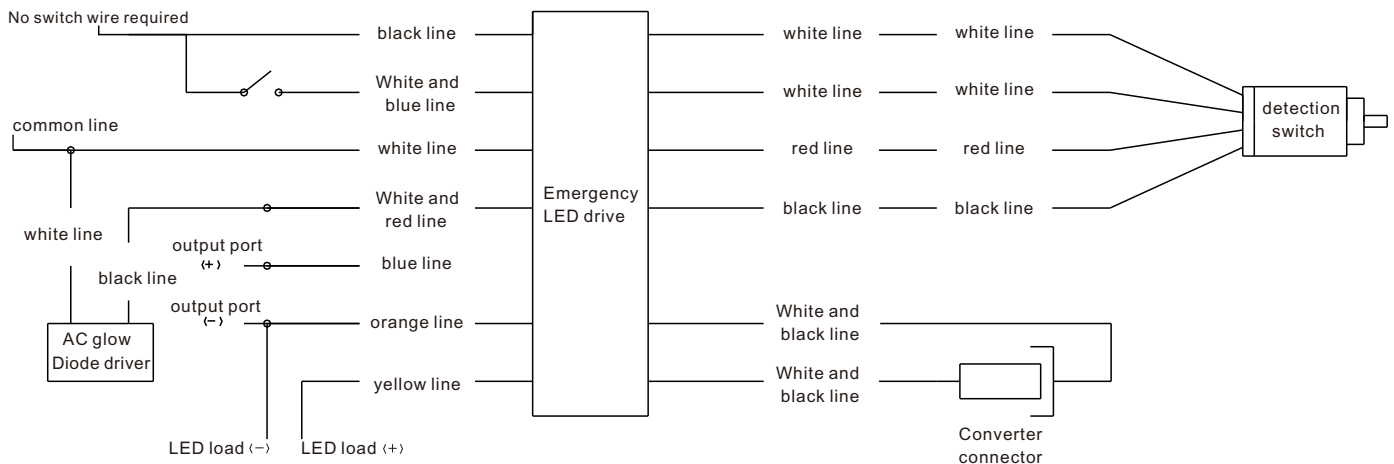 No switch wire required
black line
white line
white line
White and
blue line
white line
white line
common line
white line
red line
red line
detection
switch
White and
red line
Emergency
LED drive
black line
black line
white line
output port
(+)
blue line
black line
output port
(−)
orange line
White and
black line
AC glow
Diode driver
yellow line
White and
black line
LED load (−)
LED load (+)
Converter
connector